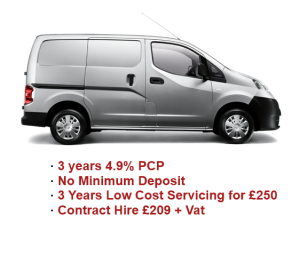 · 3 years 4.9% PCP
· No Minimum Deposit
· 3 Years Low Cost Servicing for £250
· Contract Hire £209 + Vat